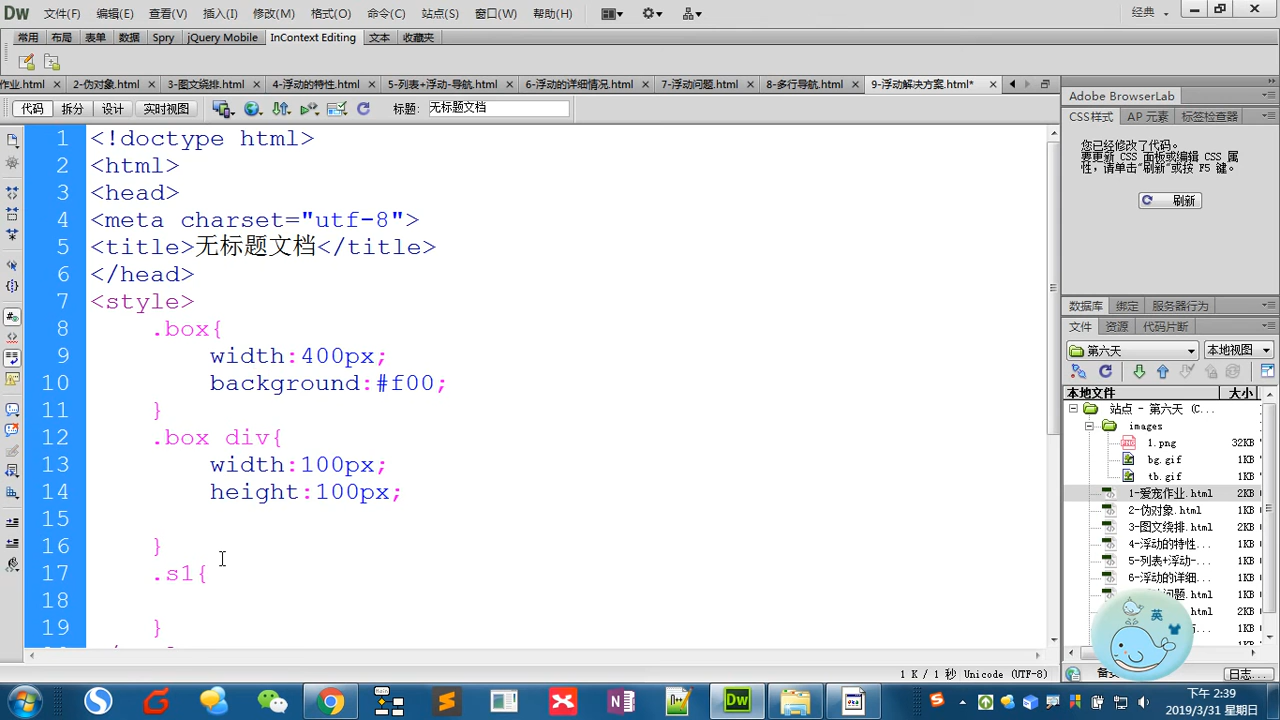 Dw 文件(F) 编辑(E) 查看(V) 插入(I) 修改(M) 格式(O) 命令(C) 站点(S) 窗口(W) 帮助(H) 经典
常用 布局 表单 数据 Spry jQuery Mobile InContext Editing 文本 收藏夹
作业.html 2-伪对象.html 3-图文绕排.html 4-浮动的特性.html 5-列表+浮动-导航.html 6-浮动的详细情况.html 7-浮动问题.html 8-多行导航.html 9-浮动解决方案.html*
代码 拆分 设计 实时视图 标题: 无标题文档
1 <!doctype html>
2 <html>
3 <head>
4 <meta charset="utf-8">
5 <title>无标题文档</title>
6 </head>
7 <style>
8 .box{
9 width:400px;
10 background:#f00;
11 }
12 .box div{
13 width:100px;
14 height:100px;
15
16 }
17 .s1{
18
19 }
1 K / 1 秒 Unicode (UTF-8)
Adobe BrowserLab
CSS样式 AP 元素 标签检查器
您已经修改了代码。
要更新 CSS 面板或编辑 CSS 属
性，请单击“刷新”或按 F5 键。
刷新
数据库 绑定 服务器行为
文件 资源 代码片断
第六天 本地视图
本地文件 大小
站点 - 第六天 (C...
images
1.png 32KB
bg.gif 1KB
tb.gif 1KB
1-爱宠作业.html 2KB
2-伪对象.html 1KB
3-图文绕排.html 1KB
4-浮动的特性... 1KB
5-列表+浮动-... 1KB
6-浮动的详细... 1KB
问题.html 1KB
英
日志...
下午 2:39
2019/3/31 星期日